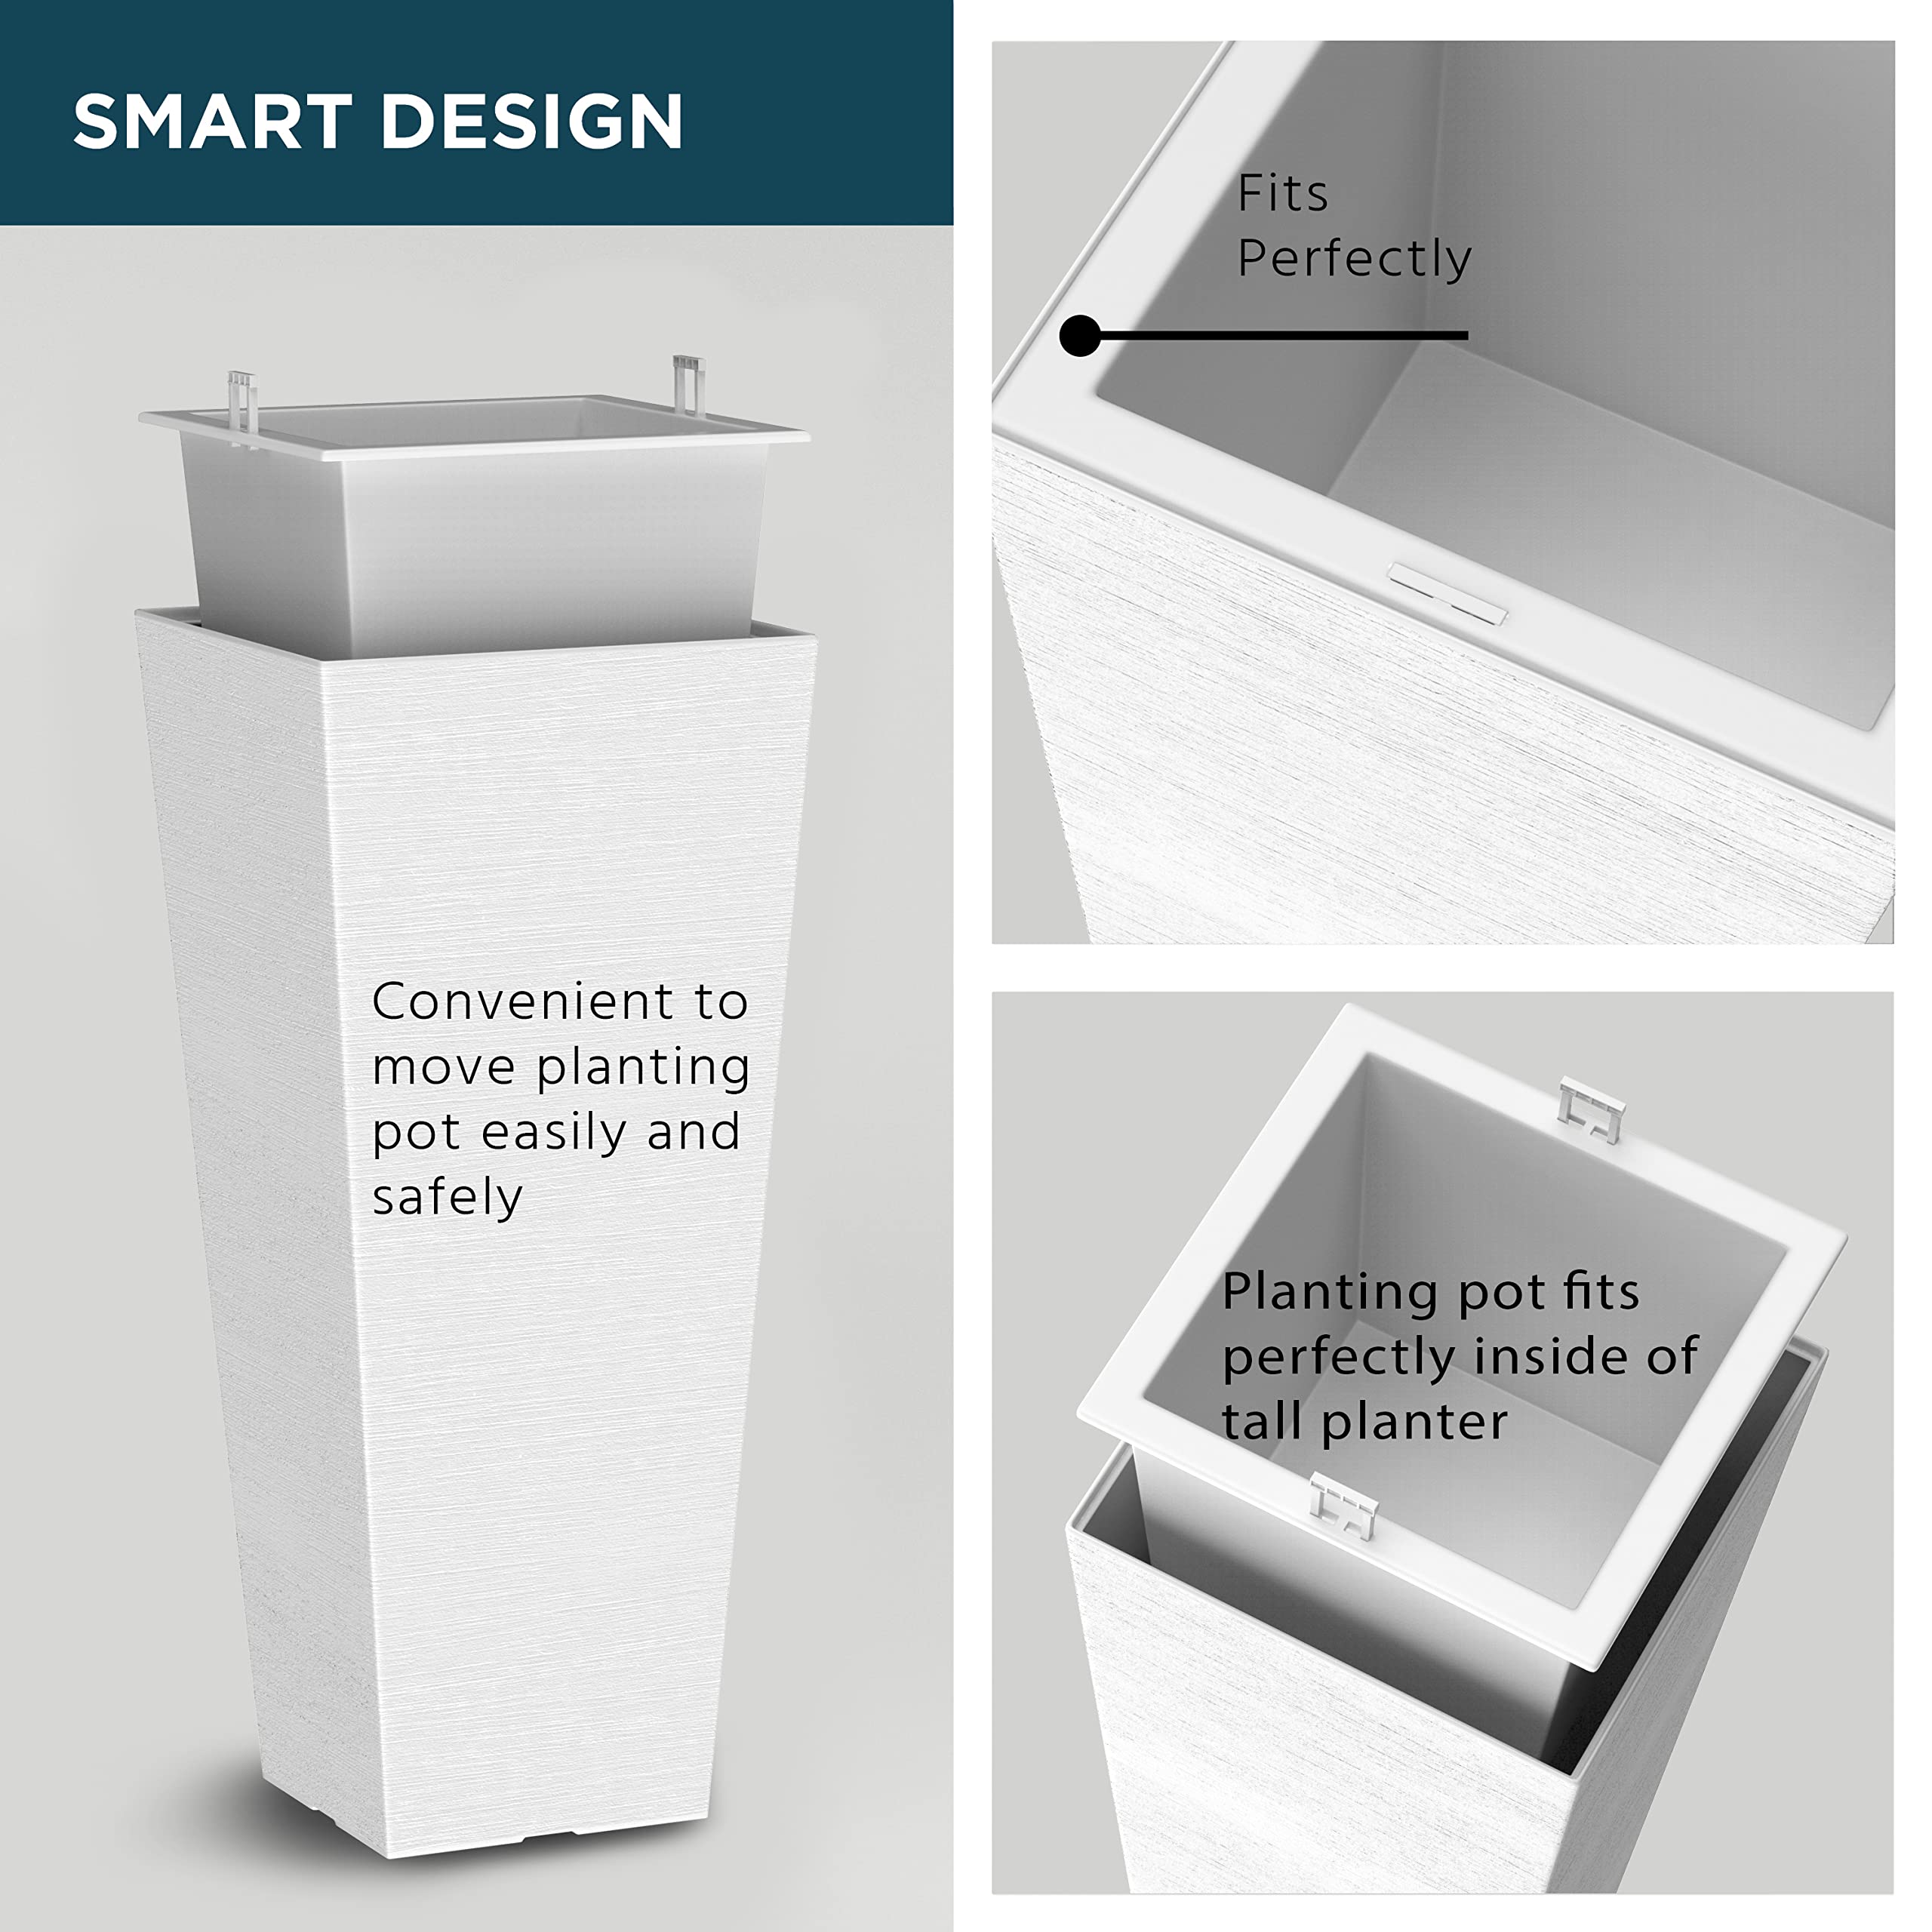 SMART DESIGN
Convenient to
move planting
pot easily and
safely
Fits
Perfectly
Planting pot fits
perfectly inside of
tall planter